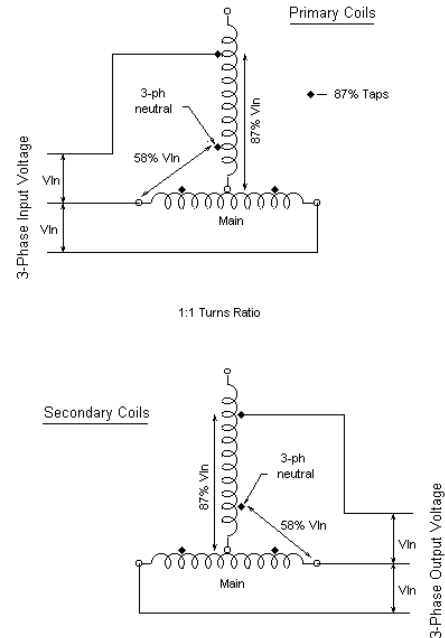 Primary Coils
87% Taps
3-ph
neutral
87% Vln
58% Vln
3-Phase Input Voltage
Vln
Vln
Main
1:1 Turns Ratio
Secondary Coils
87% Vln
3-ph
neutral
58% Vln
Main
Vln
Vln
3-Phase Output Voltage